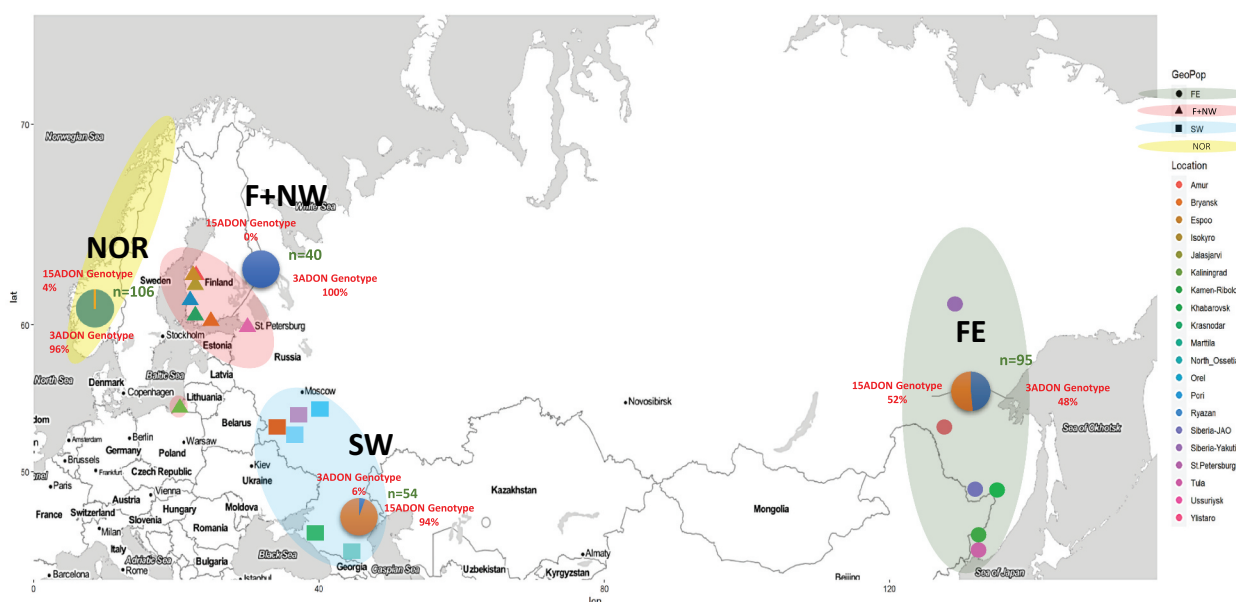 GeoPop
FE
F+NW
SW
NOR
Location
Amur
Bryansk
Espoo
Isokyro
Jalasjarvi
Kaliningrad
Karren-Ribolo
Khabarovsk
Krasnodar
Marttila
North_Ossetia
Orel
Pori
Ryazan
Siberia-JAO
Siberia-Yakuti
St.Petersburg
Tula
Ussuriysk
Ylistaro
lat
70
60
50
0
40
80
120
lon
Norwegian Sea
White Sea
F+NW
15ADON Genotype
0%
n=40
3ADON Genotype
100%
NOR
15ADON Genotype
4%
n=106
3ADON Genotype
96%
Sweden
Finland
St. Petersburg
Stockholm
Estonia
Russia
Latvia
Baltic Sea
North Sea
Denmark
Copenhagen
Lithuania
Moscow
Belarus
Amsterdam
Berlin
Germany
Poland
Warsaw
Brussels
Frankfurt
Czech Republic
Kiev
Ukraine
Paris
Vienna
Austria
Hungary
Moldova
France
Switzerland
Slovenia
Romania
Milan
Italy
Adriatic Sea
Bulgaria
Black Sea
Barcelona
Rome
Istanbul
Georgia
Caspian Sea
SW
3ADON Genotype
6%
n=54
15ADON Genotype
94%
Novosibirsk
Kazakhstan
Uzbekistan
Kyrgyzstan
Almaty
Mongolia
Beijing
FE
n=95
15ADON Genotype
52%
3ADON Genotype
48%
Sea of Okhotsk
Sea of Japan